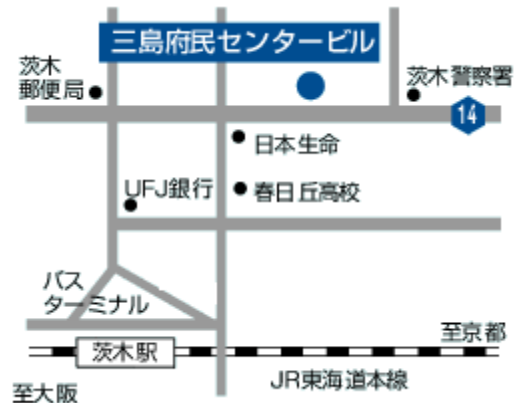 三島府民センタービル
茨木
郵便局
茨木警察署
14
日本生命
UFJ銀行
春日丘高校
バス
ターミナル
至京都
茨木駅
JR東海道本線
至大阪